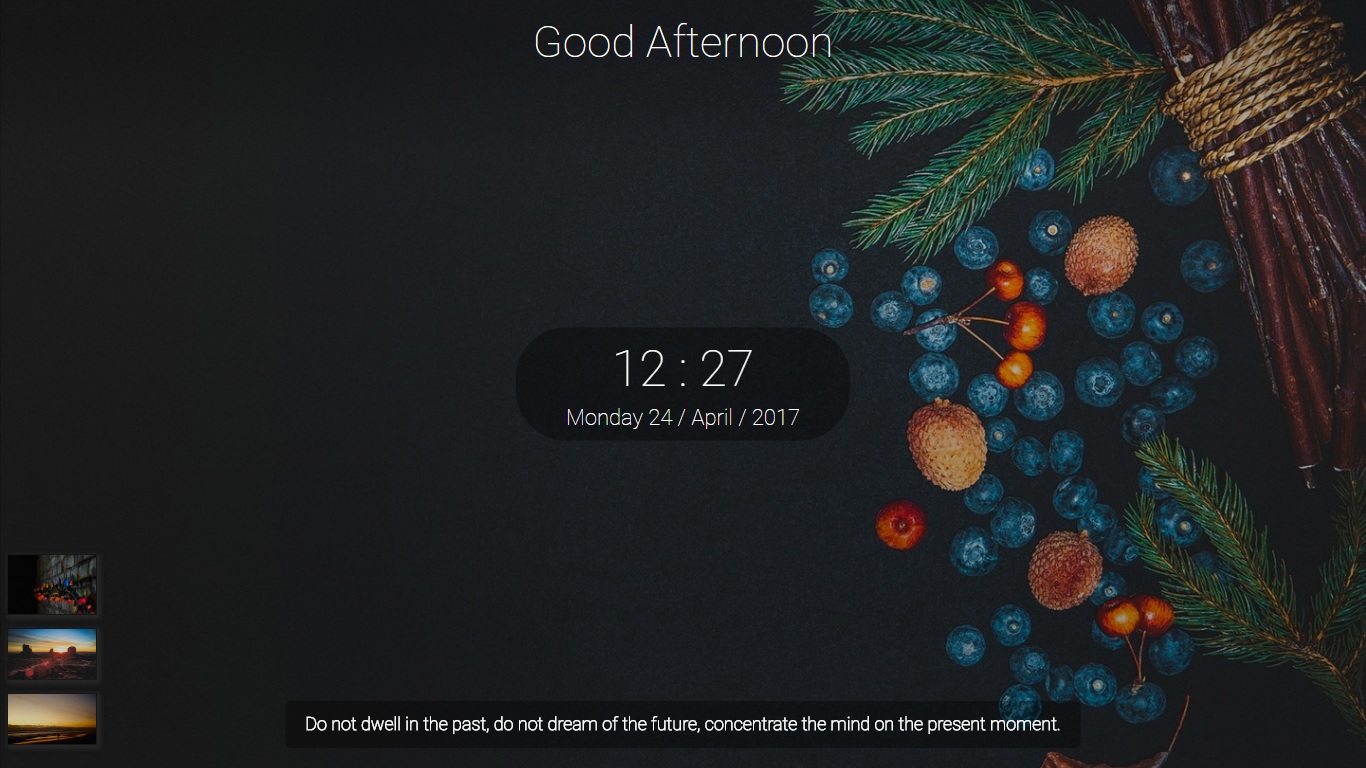 Good Afternoon
12 : 27
Monday 24 / April / 2017
Do not dwell in the past, do not dream of the future, concentrate the mind on the present moment.